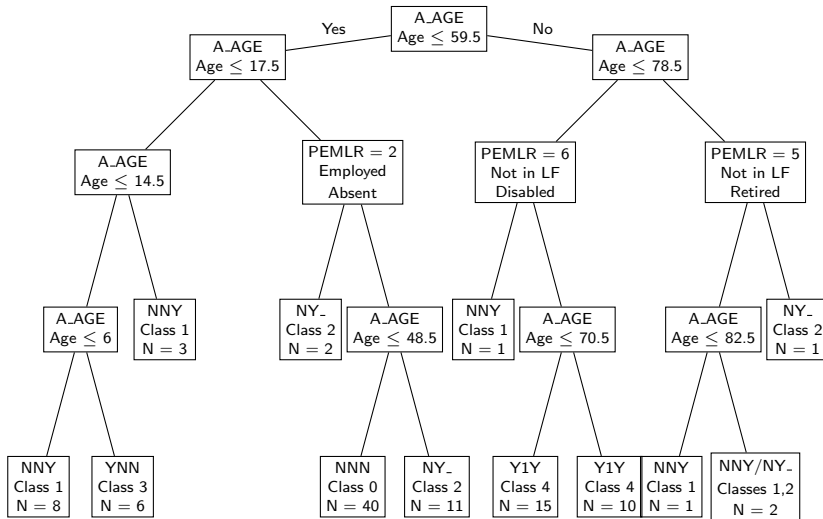 A_AGE
Age ≤ 59.5
Yes
No
A_AGE
Age ≤ 17.5
A_AGE
Age ≤ 78.5
A_AGE
Age ≤ 14.5
PEMLR = 2
Employed
Absent
PEMLR = 6
Not in LF
Disabled
PEMLR = 5
Not in LF
Retired
A_AGE
Age ≤ 6
NNY
Class 1
N = 3
NY_
Class 2
N = 2
A_AGE
Age ≤ 48.5
NNY
Class 1
N = 1
A_AGE
Age ≤ 70.5
A_AGE
Age ≤ 82.5
NY_
Class 2
N = 1
NNY
Class 1
N = 8
YNN
Class 3
N = 6
NNN
Class 0
N = 40
NY_
Class 2
N = 11
Y1Y
Class 4
N = 15
Y1Y
Class 4
N = 10
NNY
Class 1
N = 1
NNY/NY_
Classes 1,2
N = 2